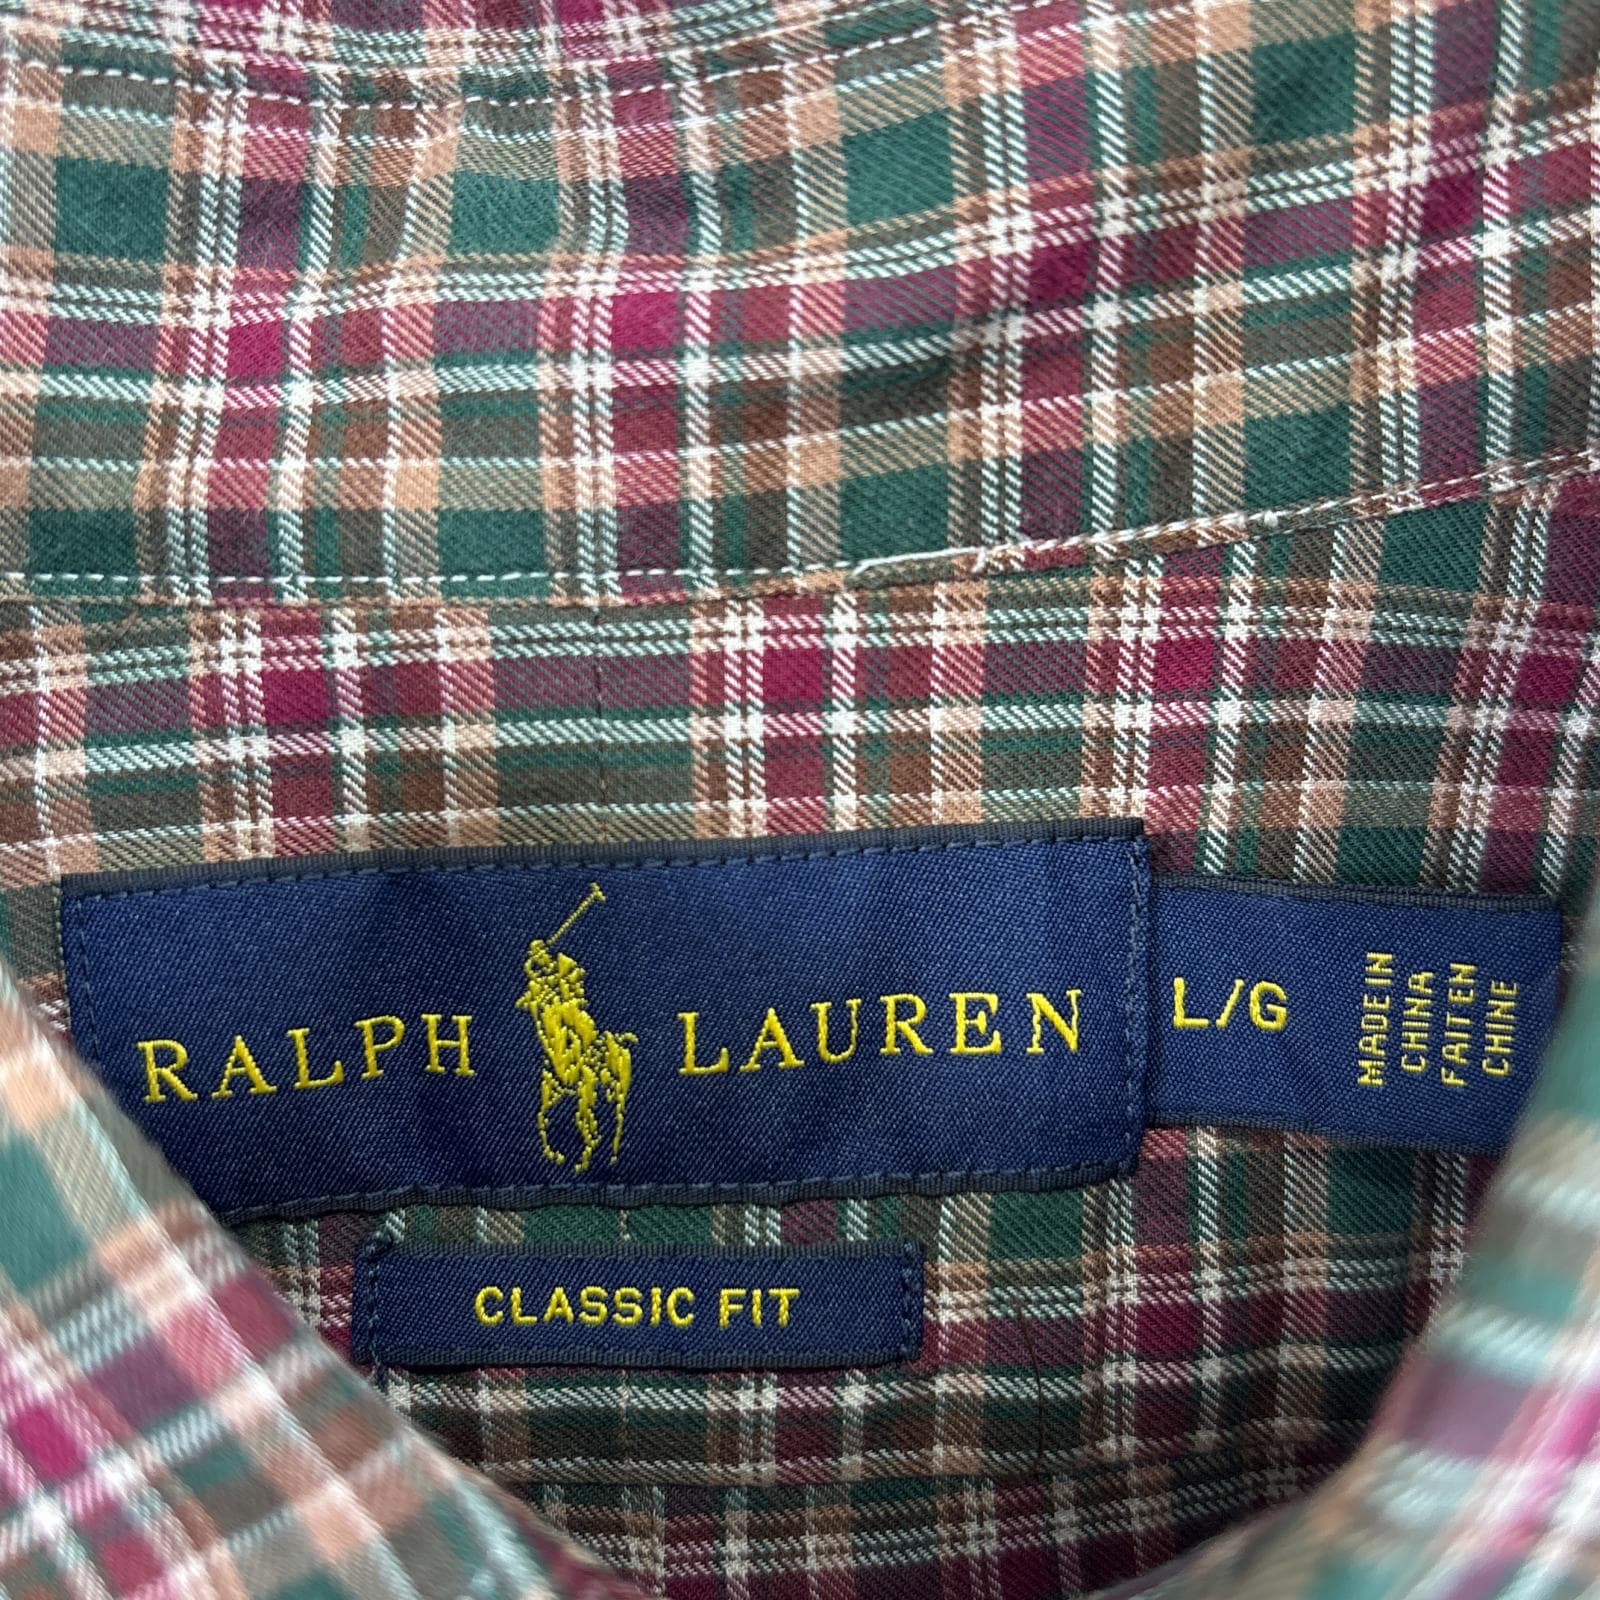 RALPH LAUREN
L/G
MADE IN
CHINA
FAIT EN
CHINE
CLASSIC FIT